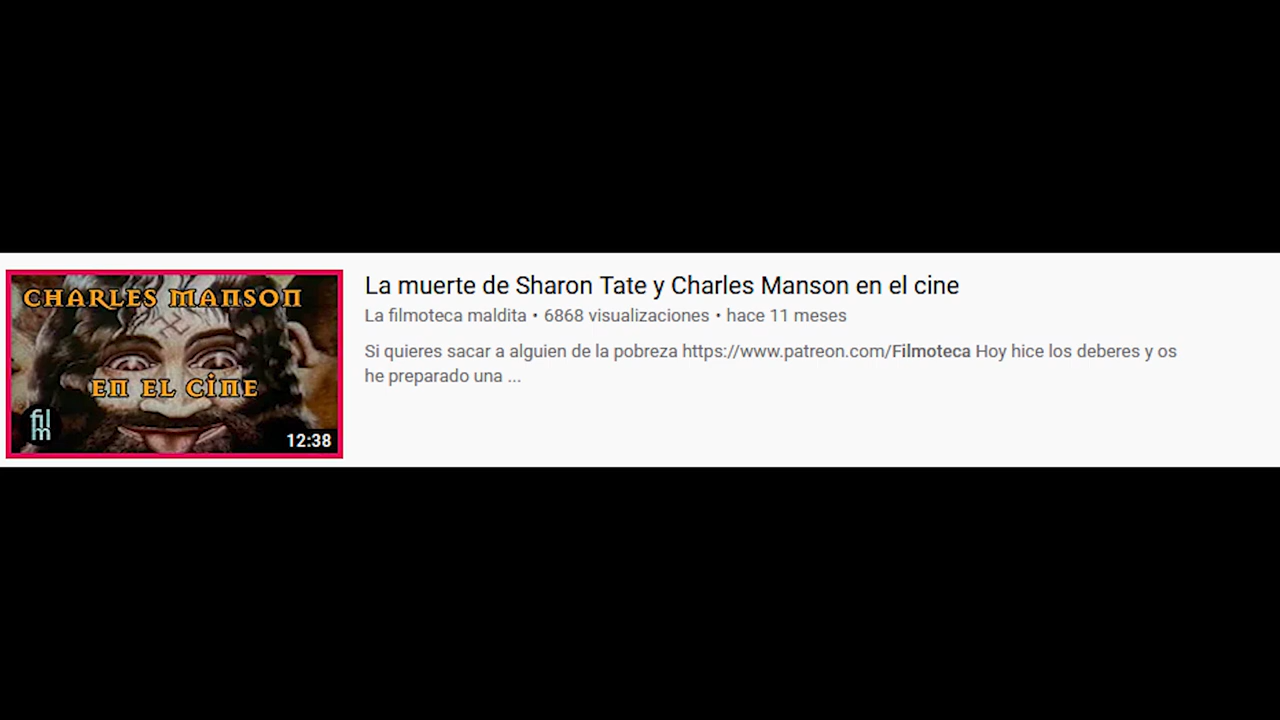 CHARLES MANSON
EN EL CINE
film
12:38
La muerte de Sharon Tate y Charles Manson en el cine
La filmoteca maldita • 6868 visualizaciones • hace 11 meses
Si quieres sacar a alguien de la pobreza https://www.patreon.com/Filmoteca Hoy hice los deberes y os
he preparado una ...